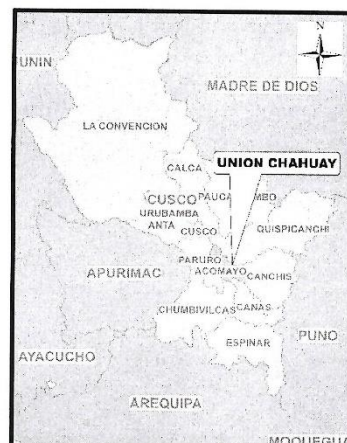 N
UNIN
MADRE DE DIOS
LA CONVENCION
UNION CHAHUAY
CALCA
CUSCO
PAUCA
MBO
URUBAMBA
QUISPICANCHI
ANTA
CUSCO
PARURO
APURIMAC
ACOMAYO
CANCHIS
CHUMBIVILCAS
CANAS
PUNO
ESPINAR
AYACUCHO
AREQUIPA
MOQUEGUA